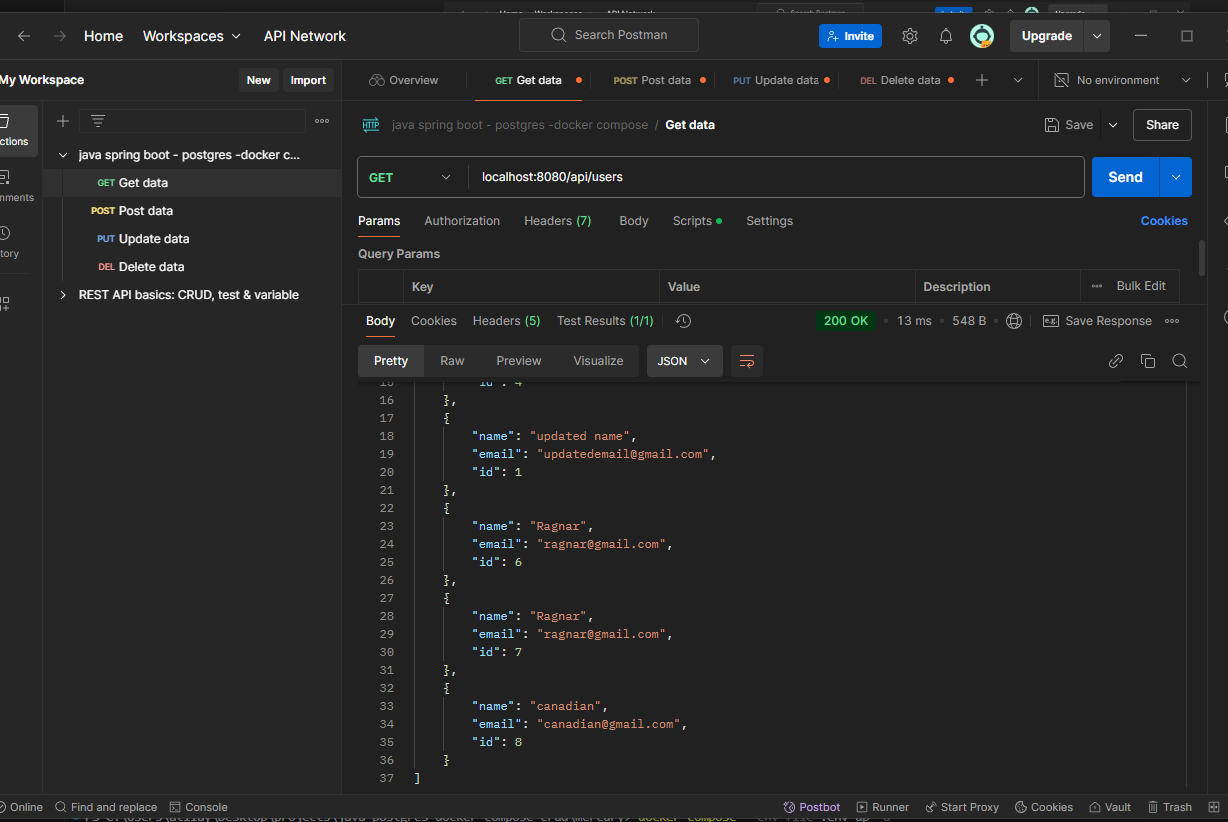 Home Workspaces API Network Search Postman Invite Upgrade
My Workspace New Import Overview GET Get data POST Post data PUT Update data DEL Delete data No environment
HTTP java spring boot - postgres -docker compose / Get data Save Share
ctions
java spring boot - postgres -docker c...
GET Get data
POST Post data
PUT Update data
DEL Delete data
REST API basics: CRUD, test & variable
nments
tory
GET localhost:8080/api/users Send
Params Authorization Headers (7) Body Scripts Settings Cookies
Query Params
Key Value Description Bulk Edit
Body Cookies Headers (5) Test Results (1/1) 200 OK 13 ms 548 B e.g. Save Response
Pretty Raw Preview Visualize JSON
15 "id": 4
16 },
17 {
18 "name": "updated name",
19 "email": "updatedemail@gmail.com",
20 "id": 1
21 },
22 {
23 "name": "Ragnar",
24 "email": "ragnar@gmail.com",
25 "id": 6
26 },
27 {
28 "name": "Ragnar",
29 "email": "ragnar@gmail.com",
30 "id": 7
31 },
32 {
33 "name": "canadian",
34 "email": "canadian@gmail.com",
35 "id": 8
36 }
37 ]
Online Find and replace Console Postbot Runner Start Proxy Cookies Vault Trash